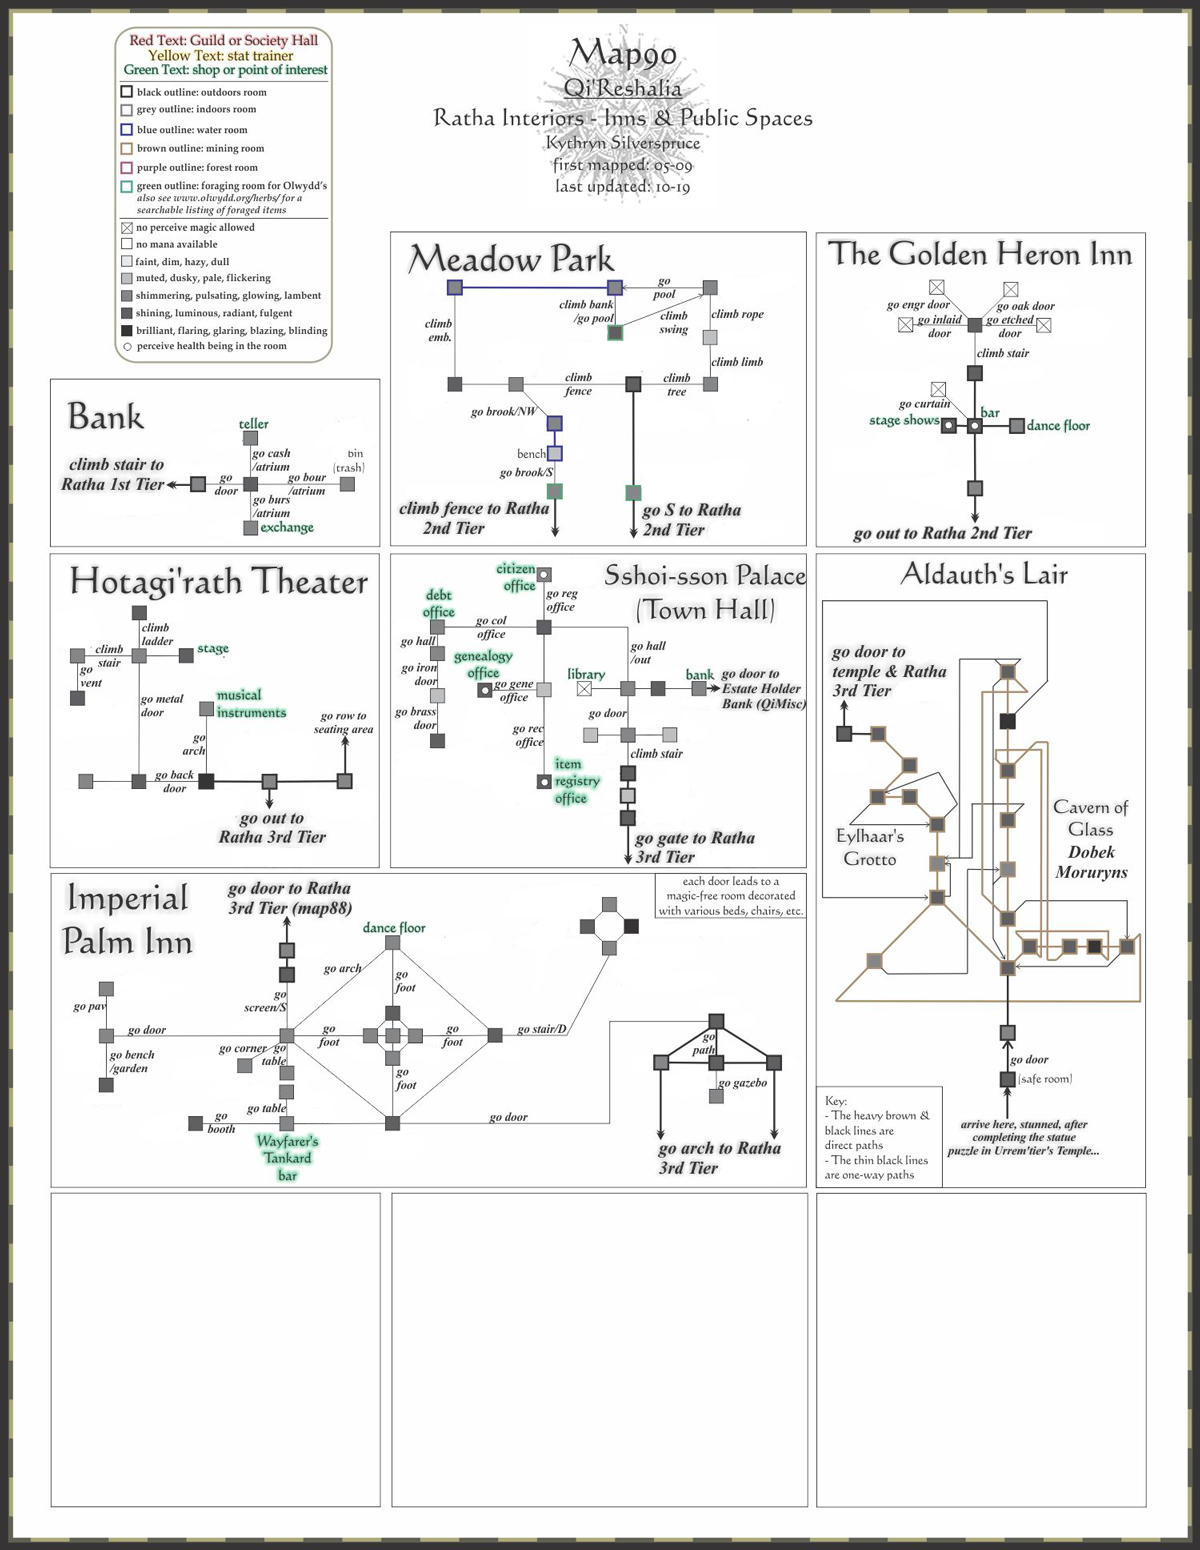 Red Text: Guild or Society Hall
Yellow Text: stat trainer
Green Text: shop or point of interest
black outline: outdoors room
grey outline: indoors room
blue outline: water room
brown outline: mining room
purple outline: forest room
green outline: foraging room for Olwydd's
also see www.olwydd.org/herbs/ for a
searchable listing of foraged items
no perceive magic allowed
no mana available
faint, dim, hazy, dull
muted, dusky, pale, flickering
shimmering, pulsating, glowing, lambent
shining, luminous, radiant, fulgent
brilliant, flaring, glaring, blazing, blinding
perceive health being in the room
N
Map90
Qi'Reshalia
Ratha Interiors - Inns & Public Spaces
Kythryn Silverspruce
first mapped: 05-09
last updated: 10-19
Bank
teller
climb stair to
Ratha 1st Tier
go
door
go cash
/atrium
go bour
/atrium
bin
(trash)
go burs
/atrium
exchange
Meadow Park
go
pool
climb bank
/go pool
climb
swing
climb rope
climb
emb.
climb limb
climb
fence
climb
tree
go brook/NW
bench
go brook/S
climb fence to Ratha
2nd Tier
go S to Ratha
2nd Tier
The Golden Heron Inn
go engr door
go oak door
go inlaid
door
go etched
door
climb stair
go curtain
bar
stage shows
dance floor
go out to Ratha 2nd Tier
Hotagi'rath Theater
climb
ladder
climb
stair
stage
go
vent
go metal
door
musical
instruments
go
arch
go row to
seating area
go back
door
go out to
Ratha 3rd Tier
Sshoi-sson Palace
(Town Hall)
citizen
office
go reg
office
debt
office
go col
office
go hall
go iron
door
genealogy
office
go gene
office
go brass
door
go rec
office
item
registry
office
go hall
/out
library
bank
go door to
Estate Holder
Bank (QiMisc)
go door
climb stair
go gate to Ratha
3rd Tier
Aldauth's Lair
go door to
temple & Ratha
3rd Tier
Eylhaar's
Grotto
Cavern of
Glass
Dobek
Moruryns
go door
(safe room)
arrive here, stunned, after
completing the statue
puzzle in Urrem'tier's Temple...
Key:
- The heavy brown &
black lines are
direct paths
- The thin black lines
are one-way paths
Imperial
Palm Inn
go door to Ratha
3rd Tier (map88)
each door leads to a
magic-free room decorated
with various beds, chairs, etc.
dance floor
go arch
go
foot
go
screen/S
go pav
go door
go
foot
go
foot
go stair/D
go bench
/garden
go corner
go
table
go
foot
go table
go
booth
go door
Wayfarer's
Tankard
bar
go
path
go gazebo
go arch to Ratha
3rd Tier